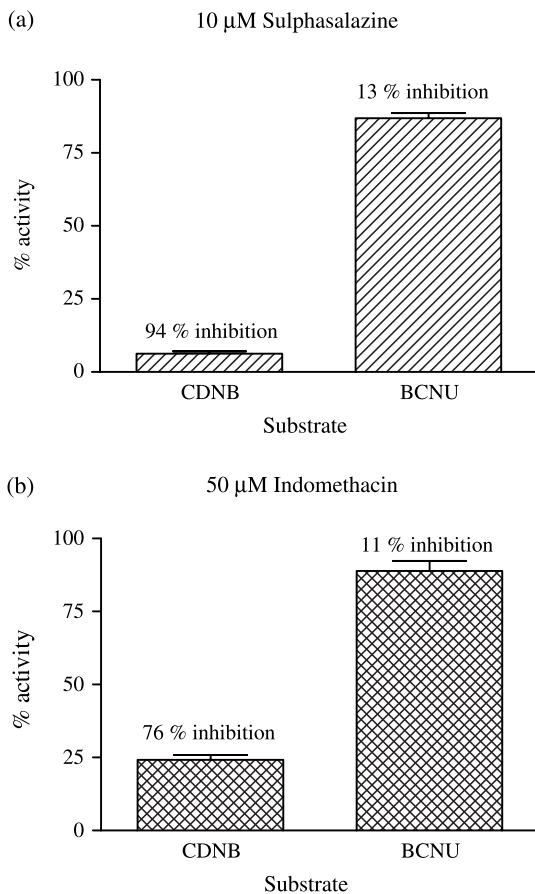 (a)
10 µM Sulphasalazine
100
75
50
25
0
% activity
94 % inhibition
13 % inhibition
CDNB
BCNU
Substrate
(b)
50 µM Indomethacin
100
75
50
25
0
% activity
76 % inhibition
11 % inhibition
CDNB
BCNU
Substrate